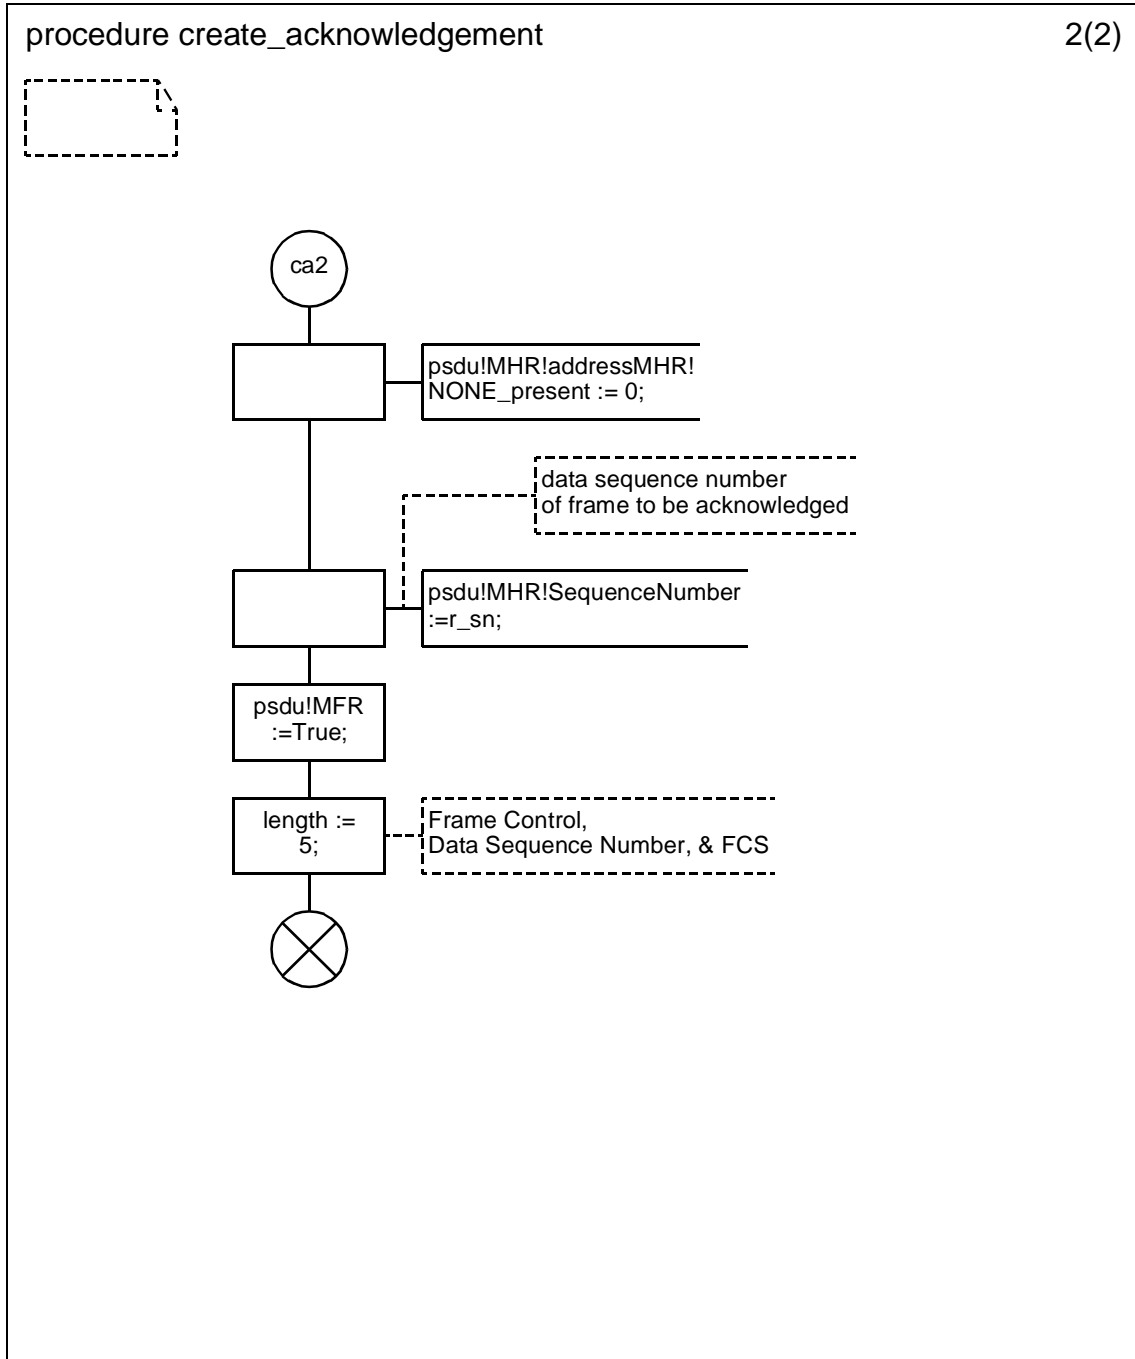 procedure create_acknowledgement
2(2)
ca2
psdu!MHR!addressMHR!
NONE_present := 0;
data sequence number
of frame to be acknowledged
psdu!MHR!SequenceNumber
:=r_sn;
psdu!MFR
:=True;
length :=
5;
Frame Control,
Data Sequence Number, & FCS